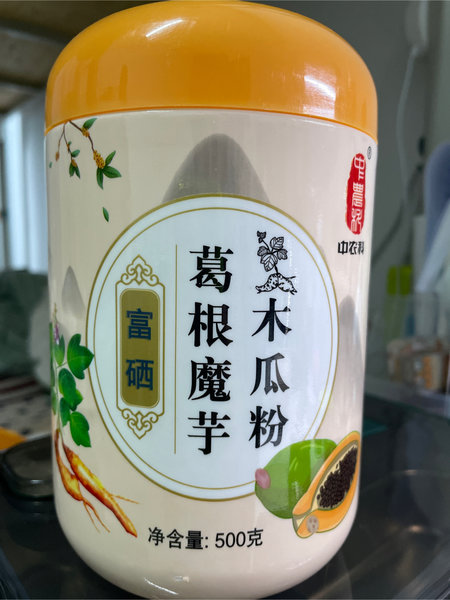 中農科®
中农科
富硒
葛根魔芋
木瓜粉
净含量: 500克